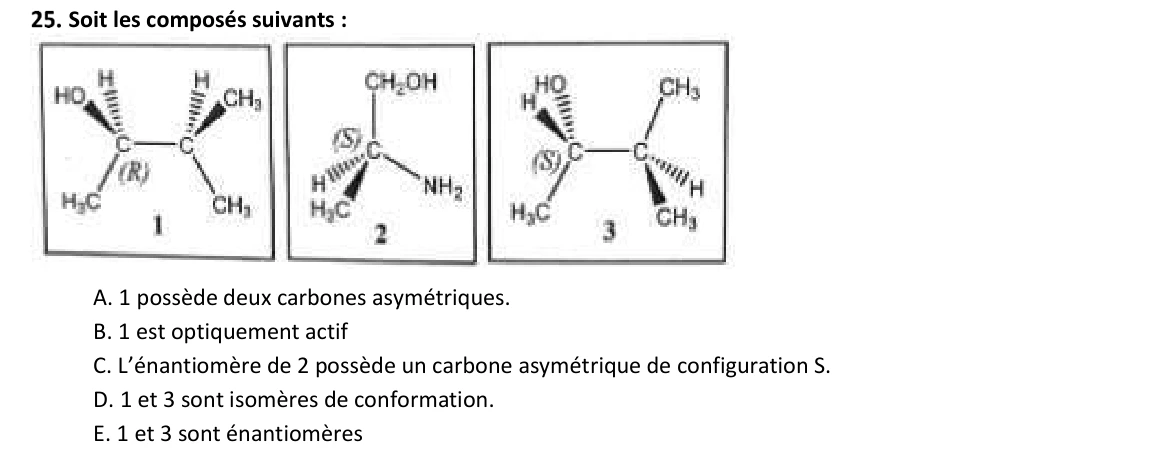 25. Soit les composés suivants :
H H
HO CH₃
C C
(R)
H₃C CH₃
1
CH₂OH
(S)
C
H NH₂
H₃C
2
HO CH₃
H
(S) C C
H
H₃C CH₃
3
A. 1 possède deux carbones asymétriques.
B. 1 est optiquement actif
C. L’énantiomère de 2 possède un carbone asymétrique de configuration S.
D. 1 et 3 sont isomères de conformation.
E. 1 et 3 sont énantiomères